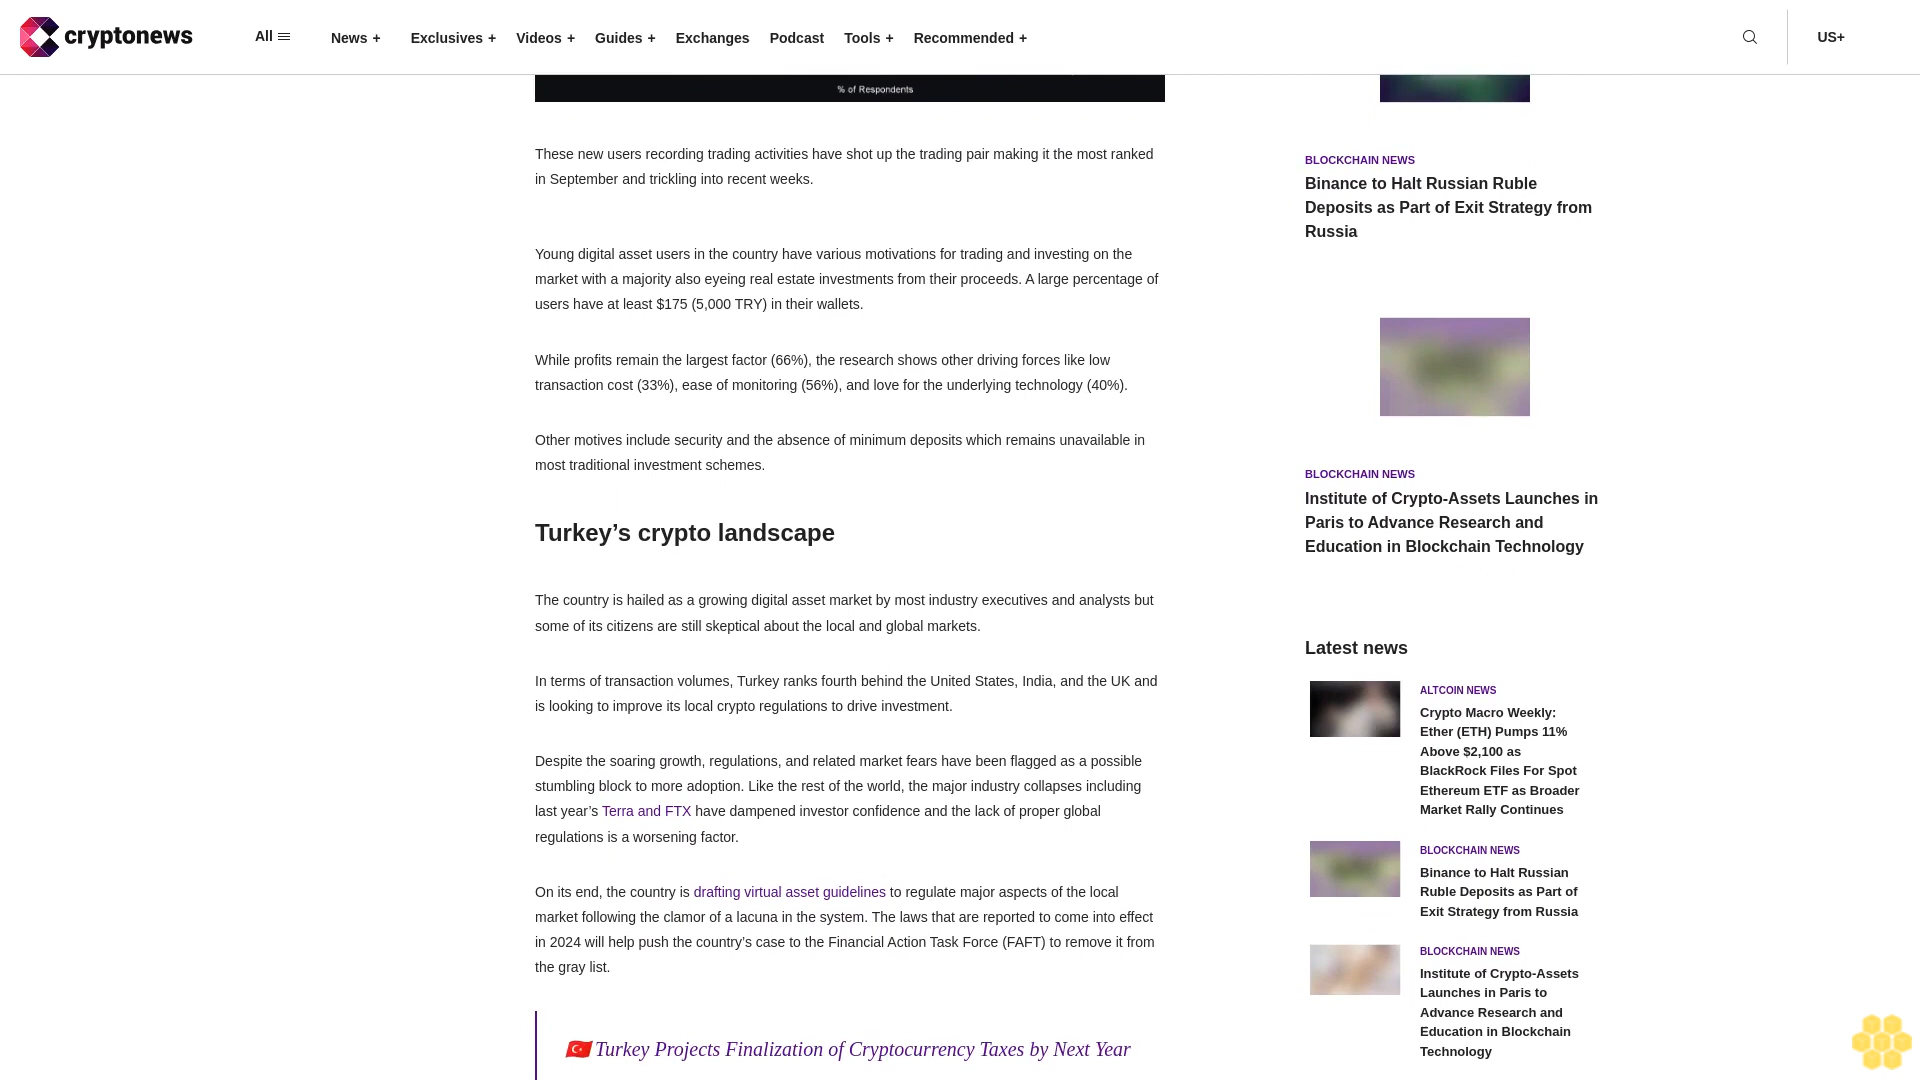 cryptonews
All
News +
Exclusives +
Videos +
Guides +
Exchanges
Podcast
Tools +
Recommended +
US+
% of Respondents
These new users recording trading activities have shot up the trading pair making it the most ranked
in September and trickling into recent weeks.
Young digital asset users in the country have various motivations for trading and investing on the
market with a majority also eyeing real estate investments from their proceeds. A large percentage of
users have at least $175 (5,000 TRY) in their wallets.
While profits remain the largest factor (66%), the research shows other driving forces like low
transaction cost (33%), ease of monitoring (56%), and love for the underlying technology (40%).
Other motives include security and the absence of minimum deposits which remains unavailable in
most traditional investment schemes.
Turkey’s crypto landscape
The country is hailed as a growing digital asset market by most industry executives and analysts but
some of its citizens are still skeptical about the local and global markets.
In terms of transaction volumes, Turkey ranks fourth behind the United States, India, and the UK and
is looking to improve its local crypto regulations to drive investment.
Despite the soaring growth, regulations, and related market fears have been flagged as a possible
stumbling block to more adoption. Like the rest of the world, the major industry collapses including
last year’s Terra and FTX have dampened investor confidence and the lack of proper global
regulations is a worsening factor.
On its end, the country is drafting virtual asset guidelines to regulate major aspects of the local
market following the clamor of a lacuna in the system. The laws that are reported to come into effect
in 2024 will help push the country’s case to the Financial Action Task Force (FAFT) to remove it from
the gray list.
🇹🇷 Turkey Projects Finalization of Cryptocurrency Taxes by Next Year
BLOCKCHAIN NEWS
Binance to Halt Russian Ruble
Deposits as Part of Exit Strategy from
Russia
BLOCKCHAIN NEWS
Institute of Crypto-Assets Launches in
Paris to Advance Research and
Education in Blockchain Technology
Latest news
ALTCOIN NEWS
Crypto Macro Weekly:
Ether (ETH) Pumps 11%
Above $2,100 as
BlackRock Files For Spot
Ethereum ETF as Broader
Market Rally Continues
BLOCKCHAIN NEWS
Binance to Halt Russian
Ruble Deposits as Part of
Exit Strategy from Russia
BLOCKCHAIN NEWS
Institute of Crypto-Assets
Launches in Paris to
Advance Research and
Education in Blockchain
Technology